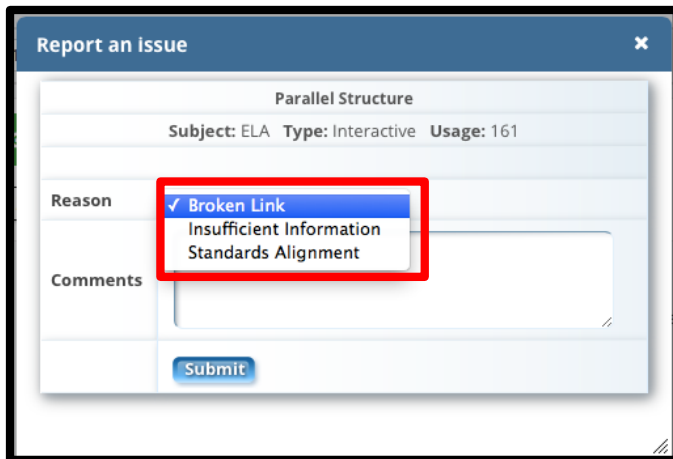 Report an issue ×
Parallel Structure
Subject: ELA Type: Interactive Usage: 161
Reason ✓ Broken Link
Insufficient Information
Standards Alignment
Comments
Submit